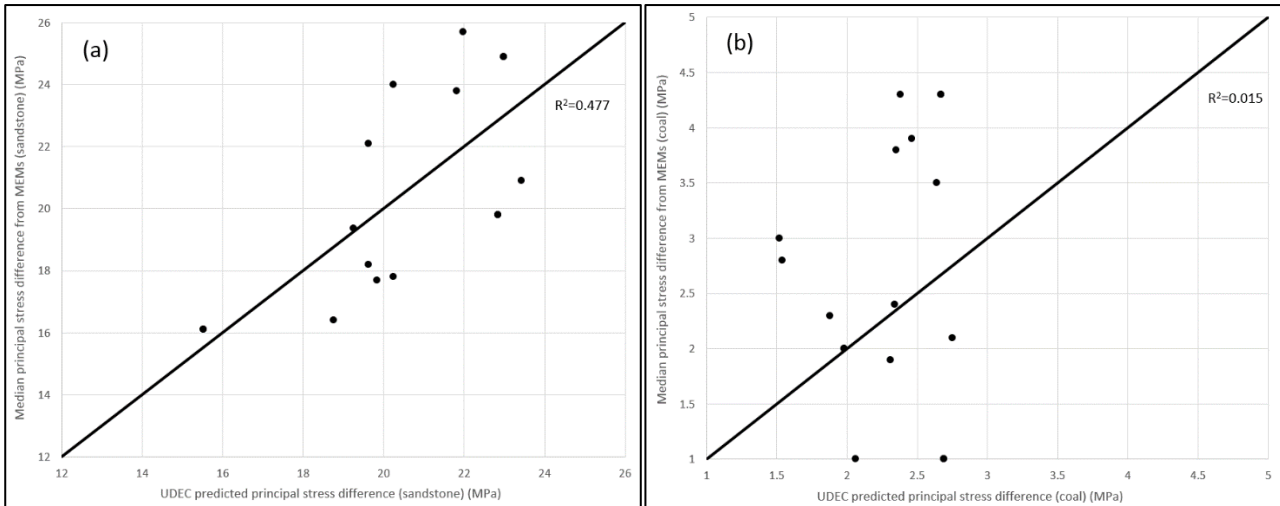 (a)
26
24
22
20
18
16
14
12
Median principal stress difference from MEMs (sandstone) (MPa)
R²=0.477
12 14 16 18 20 22 24 26
UDEC predicted principal stress difference (sandstone) (MPa)
(b)
5
4.5
4
3.5
3
2.5
2
1.5
1
Median principal stress difference from MEMs (coal) (MPa)
R²=0.015
1 1.5 2 2.5 3 3.5 4 4.5 5
UDEC predicted principal stress difference (coal) (MPa)